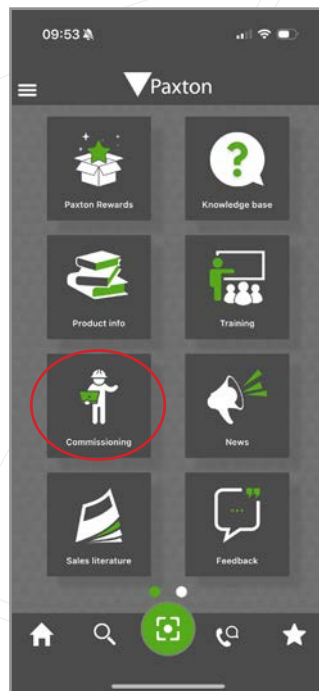 09:53
Paxton
Paxton Rewards
Knowledge base
Product info
Training
Commissioning
News
Sales literature
Feedback